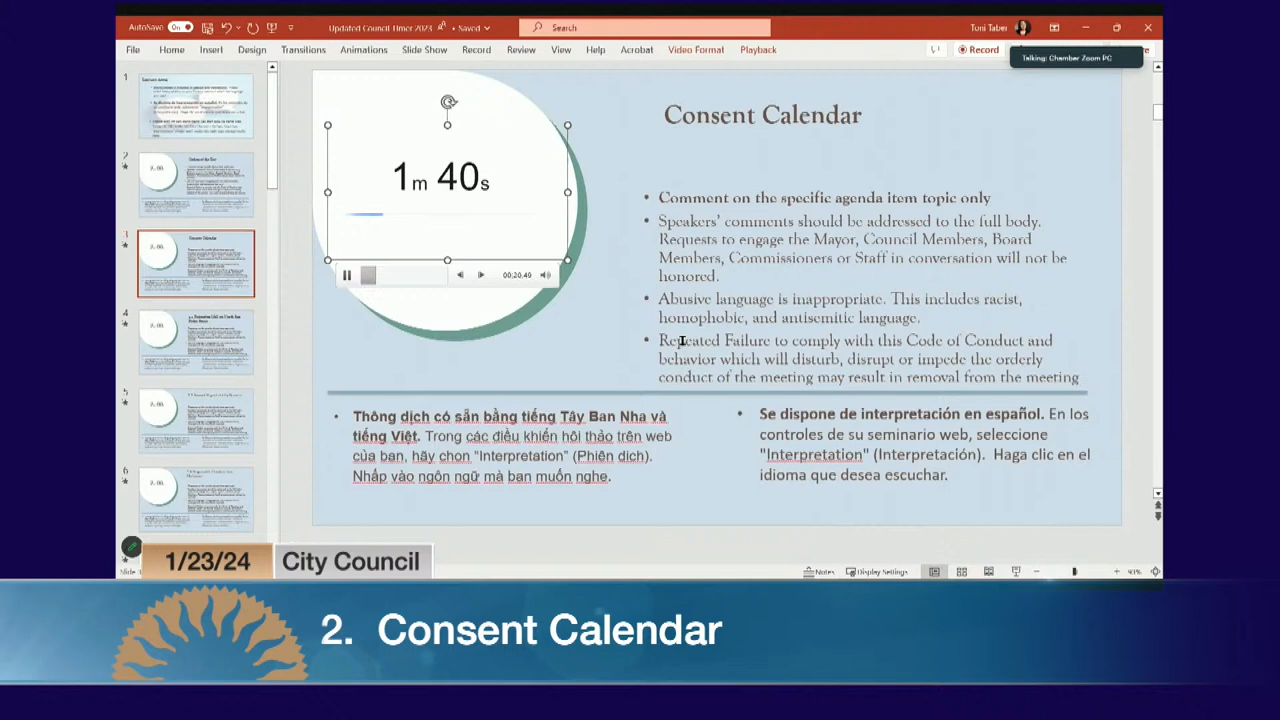 AutoSave On
Updated Council Timer 2023
Saved
Search
Toni Taber
File Home Insert Design Transitions Animations Slide Show Record Review View Help Acrobat Video Format Playback
Record
Talking: Chamber Zoom PC
1
2
3
4
5
6
Consent Calendar
1m 40s
00:20.49
• Comment on the specific agenda item topic only
• Speakers' comments should be addressed to the full body.
Requests to engage the Mayor, Council Members, Board
Members, Commissioners or Staff in conversation will not be
honored.
• Abusive language is inappropriate. This includes racist,
homophobic, and antisemitic language.
• Repeated Failure to comply with this Code of Conduct and
Behavior which will disturb, disrupt or impede the orderly
conduct of the meeting may result in removal from the meeting
• Thông dịch có sẵn bằng tiếng Tây Ban Nha và
tiếng Việt. Trong các điều khiển hội thảo trên web
của bạn, hãy chọn "Interpretation" (Phiên dịch).
Nhấp vào ngôn ngữ mà bạn muốn nghe.
• Se dispone de interpretación en español. En los
controles de su seminario web, seleccione
"Interpretation" (Interpretación). Haga clic en el
idioma que desea escuchar.
Notes
Display Settings
1/23/24 City Council
2. Consent Calendar